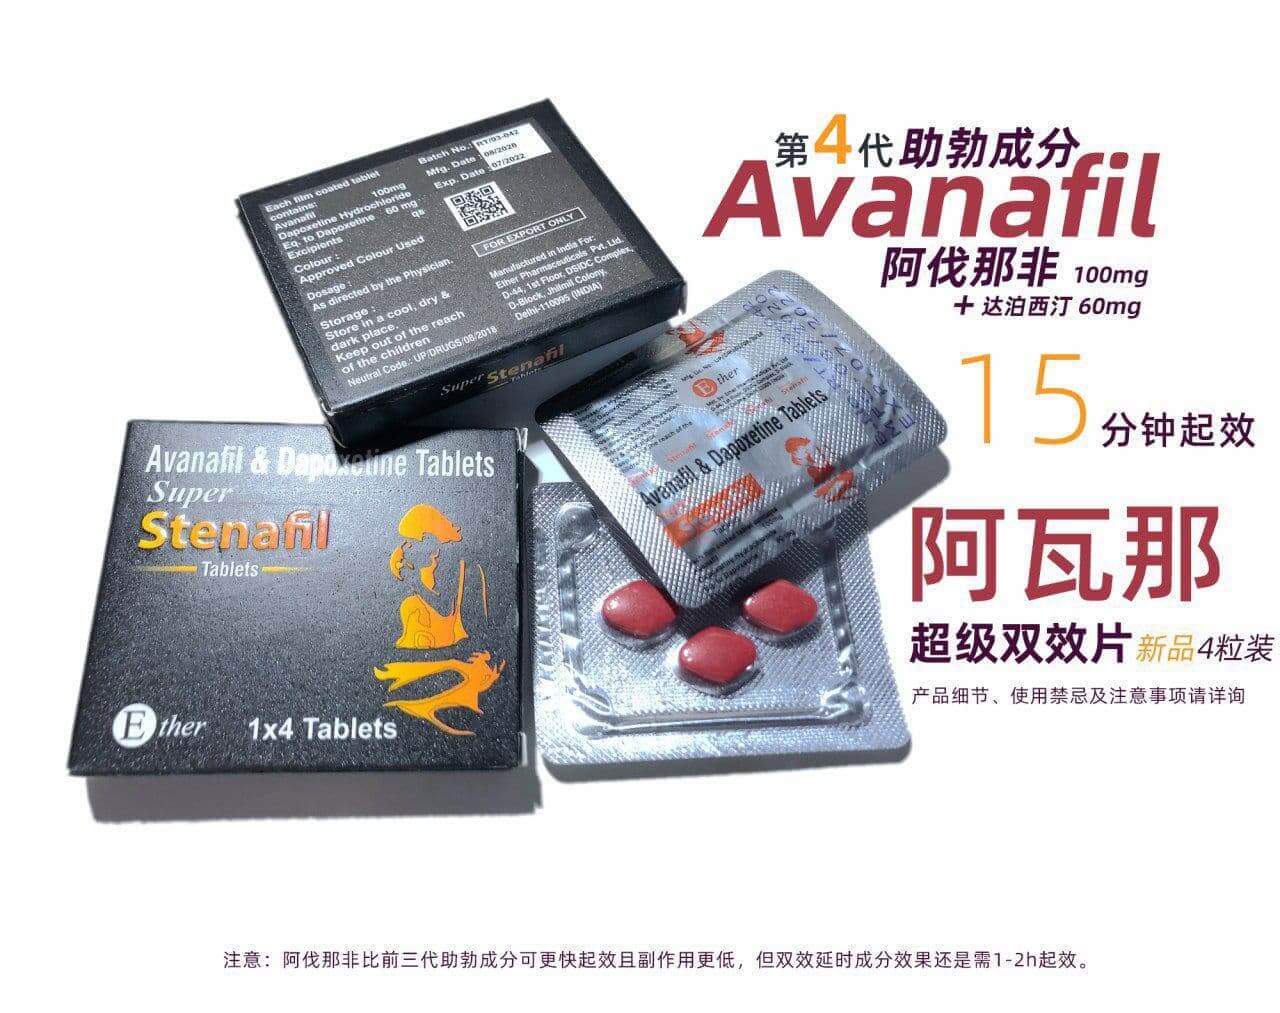 第4代助勃成分
Avanafil
阿伐那非 100mg
+ 达泊西汀 60mg
15分钟起效
阿瓦那
超级双效片 新品4粒装
产品细节、使用禁忌及注意事项请详询
Each film coated tablet
contains:
Avanafil 100mg
Dapoxetine Hydrochloride
Eq. to Dapoxetine 60 mg
Excipients qs
Colour :
Approved Colour Used
Dosage :
As directed by the Physician.
Storage :
Store in a cool, dry &
dark place.
Keep out of the reach
of the children
Neutral Code.: UP/DRUGS/08/2018
Batch No.: RT/93-042
Mfg. Date : 08/2020
Exp. Date : 07/2022
FOR EXPORT ONLY
Manufactured in India For:
Ether Pharmaceuticals Pvt. Ltd.
D-44, 1st Floor, DSIDC Complex,
D-Block, Jhilmil Colony.
Delhi-110095 (INDIA)
Super Stenafil
Tablets
Avanafil & Dapoxetine Tablets
Super
Stenafil
Tablets
Ether
1x4 Tablets
Ether
Avanafil & Dapoxetine Tablets
注意：阿伐那非比前三代助勃成分可更快起效且副作用更低，但双效延时成分效果还是需1-2h起效。